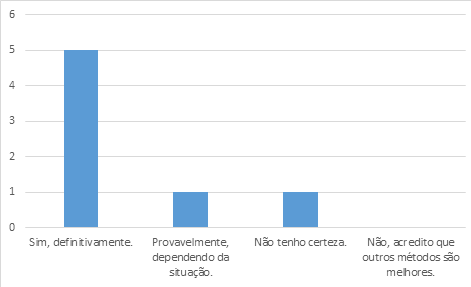 6
5
4
3
2
1
0
Sim, definitivamente.
Provavelmente,
dependendo da
situação.
Não tenho certeza.
Não, acredito que
outros métodos são
melhores.